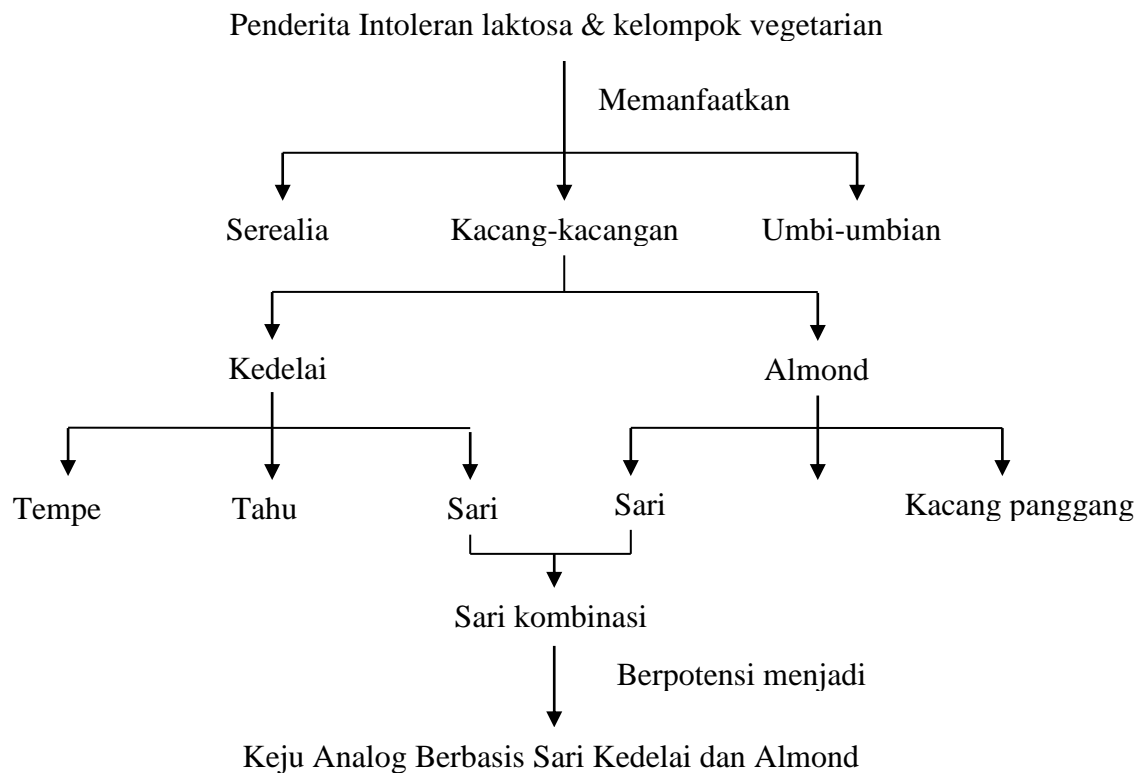 Penderita Intoleran laktosa & kelompok vegetarian
Memanfaatkan
Serealia Kacang-kacangan Umbi-umbian
Kedelai Almond
Tempe Tahu Sari Sari Kacang panggang
Sari kombinasi
Berpotensi menjadi
Keju Analog Berbasis Sari Kedelai dan Almond